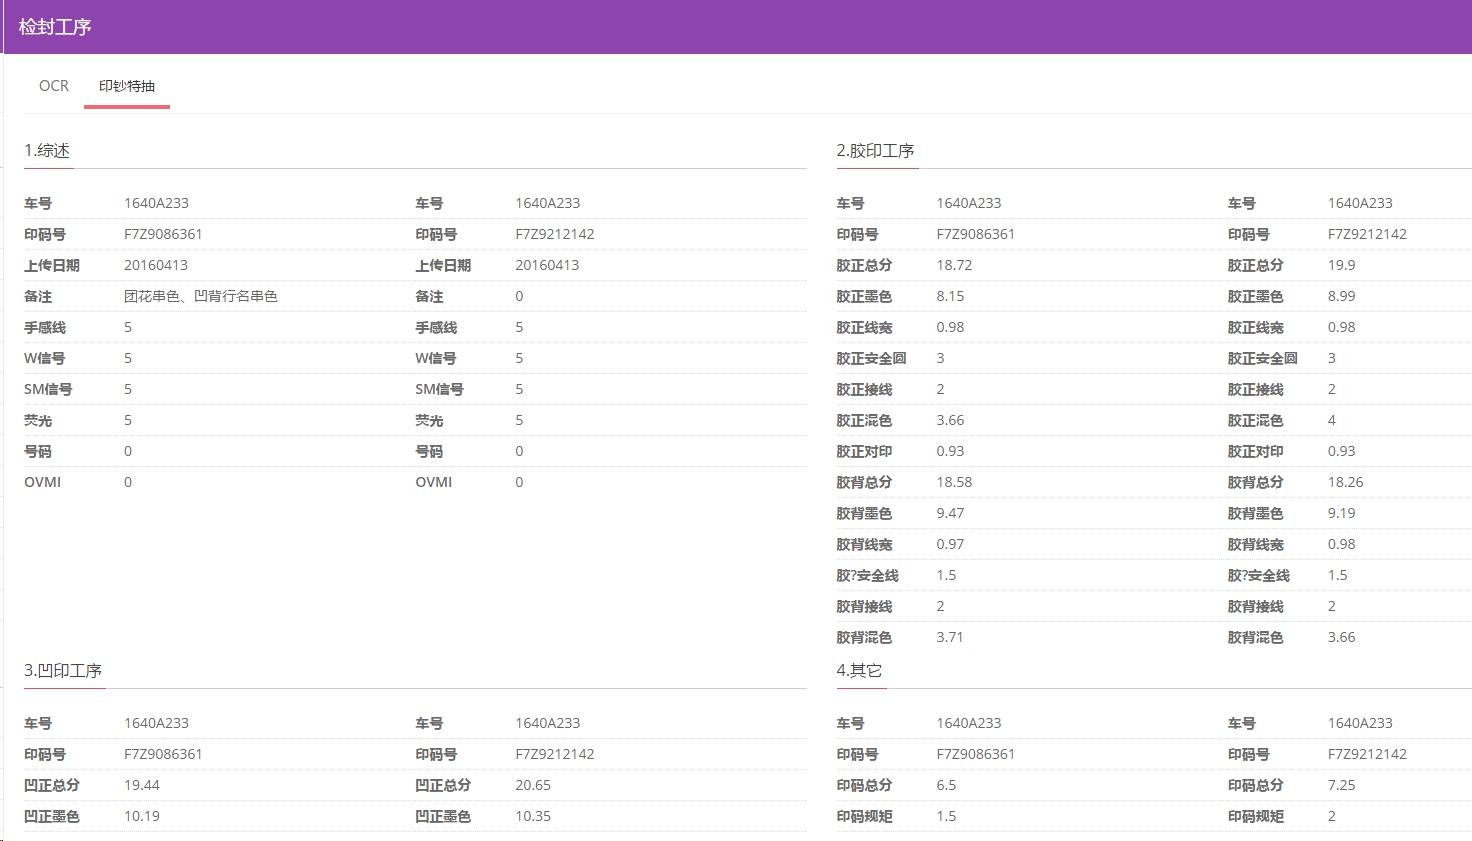 检封工序
OCR 印钞特抽
1.综述
车号 1640A233 车号 1640A233
印码号 F7Z9086361 印码号 F7Z9212142
上传日期 20160413 上传日期 20160413
备注 团花串色、凹背行名串色 备注 0
手感线 5 手感线 5
W信号 5 W信号 5
SM信号 5 SM信号 5
荧光 5 荧光 5
号码 0 号码 0
OVMI 0 OVMI 0
2.胶印工序
车号 1640A233 车号 1640A233
印码号 F7Z9086361 印码号 F7Z9212142
胶正总分 18.72 胶正总分 19.9
胶正墨色 8.15 胶正墨色 8.99
胶正线宽 0.98 胶正线宽 0.98
胶正安全圆 3 胶正安全圆 3
胶正接线 2 胶正接线 2
胶正混色 3.66 胶正混色 4
胶正对印 0.93 胶正对印 0.93
胶背总分 18.58 胶背总分 18.26
胶背墨色 9.47 胶背墨色 9.19
胶背线宽 0.97 胶背线宽 0.98
胶?安全线 1.5 胶?安全线 1.5
胶背接线 2 胶背接线 2
胶背混色 3.71 胶背混色 3.66
3.凹印工序
车号 1640A233 车号 1640A233
印码号 F7Z9086361 印码号 F7Z9212142
凹正总分 19.44 凹正总分 20.65
凹正墨色 10.19 凹正墨色 10.35
4.其它
车号 1640A233 车号 1640A233
印码号 F7Z9086361 印码号 F7Z9212142
印码总分 6.5 印码总分 7.25
印码规矩 1.5 印码规矩 2